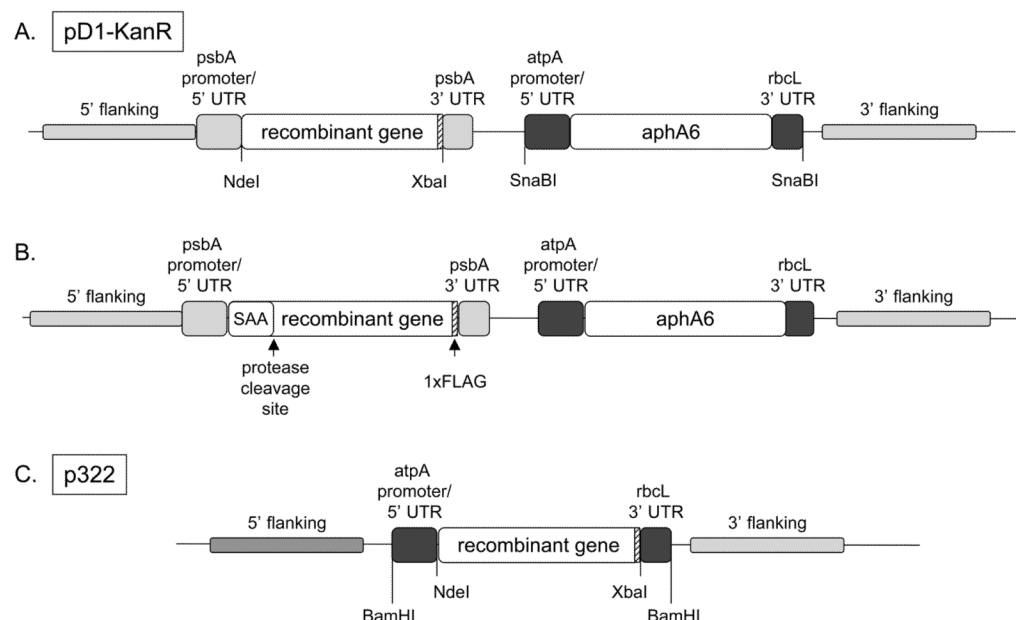 A. pD1-KanR
psbA
promoter/
5' UTR
psbA
3' UTR
atpA
promoter/
5' UTR
rbcL
3' UTR
5' flanking
recombinant gene
aphA6
3' flanking
NdeI
XbaI
SnaBI
SnaBI
B.
psbA
promoter/
5' UTR
psbA
3' UTR
atpA
promoter/
5' UTR
rbcL
3' UTR
5' flanking
SAA
recombinant gene
aphA6
3' flanking
protease
cleavage
site
1xFLAG
C. p322
atpA
promoter/
5' UTR
rbcL
3' UTR
5' flanking
recombinant gene
3' flanking
NdeI
XbaI
BamHI
BamHI